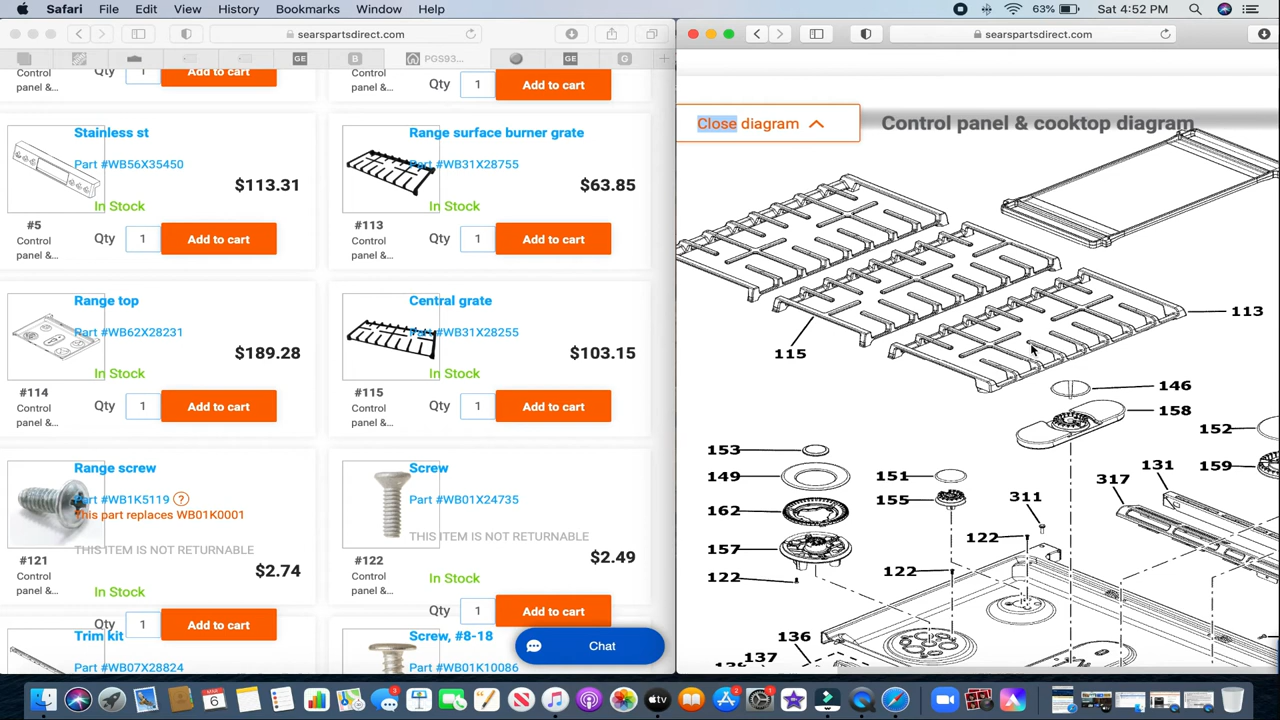 Safari File Edit View History Bookmarks Window Help
63% Sat 4:52 PM
searspartsdirect.com
searspartsdirect.com
GE B PGS93... GE G
Control
panel &...
Qty 1 Add to cart
Control
panel &...
Qty 1 Add to cart
Stainless st
Part #WB56X35450
$113.31
In Stock
#5
Control
panel &...
Qty 1 Add to cart
Range surface burner grate
Part #WB31X28755
$63.85
In Stock
#113
Control
panel &...
Qty 1 Add to cart
Range top
Part #WB62X28231
$189.28
In Stock
#114
Control
panel &...
Qty 1 Add to cart
Central grate
Part #WB31X28255
$103.15
In Stock
#115
Control
panel &...
Qty 1 Add to cart
Range screw
Part #WB1K5119 ?
This part replaces WB01K0001
THIS ITEM IS NOT RETURNABLE
#121
$2.74
Control
panel &...
In Stock
Qty 1 Add to cart
Screw
Part #WB01X24735
THIS ITEM IS NOT RETURNABLE
#122
$2.49
Control
panel &...
In Stock
Qty 1 Add to cart
Trim kit
Part #WB07X28824
Screw, #8-18
Part #WB01K10086
Chat
Close diagram
Control panel & cooktop diagram
113
115
146
158
153
152
149
151
131
159
155
317
162
311
157
122
122
122
136
137
3
2
MAR
6
tv